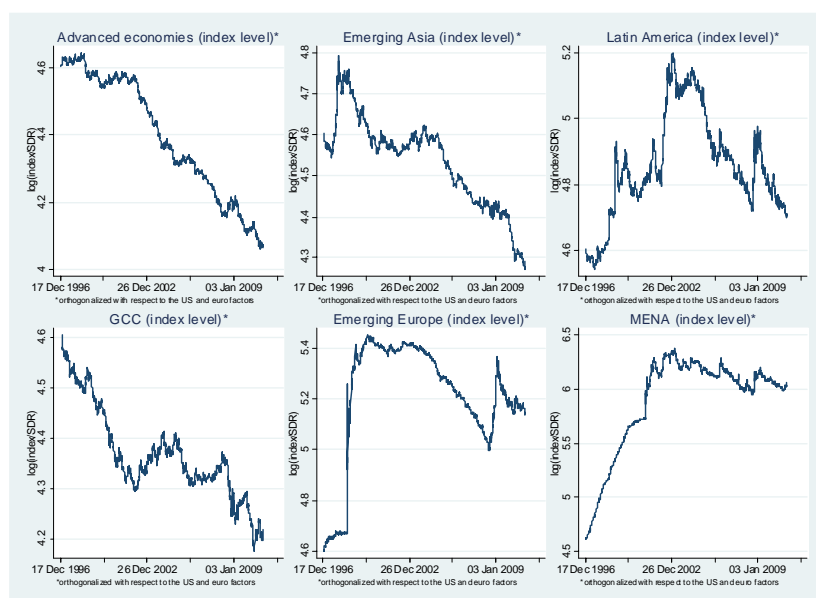 Advanced economies (index level)*
log(index/SDR)
4.6
4.4
4.2
4
17 Dec 1996 26 Dec 2002 03 Jan 2009
*orthogonalized with respect to the US and euro factors
Emerging Asia (index level)*
log(index/SDR)
4.8
4.7
4.6
4.5
4.4
4.3
17 Dec 1996 26 Dec 2002 03 Jan 2009
*orthogonalized with respect to the US and euro factors
Latin America (index level)*
log(index/SDR)
5.2
5
4.8
4.6
17 Dec 1996 26 Dec 2002 03 Jan 2009
*orthogonalized with respect to the US and euro factors
GCC (index level)*
log(index/SDR)
4.6
4.5
4.4
4.3
4.2
17 Dec 1996 26 Dec 2002 03 Jan 2009
*orthogonalized with respect to the US and euro factors
Emerging Europe (index level)*
log(index/SDR)
5.4
5.2
5
4.8
4.6
17 Dec 1996 26 Dec 2002 03 Jan 2009
*orthogonalized with respect to the US and euro factors
MENA (index level)*
log(index/SDR)
6.5
6
5.5
5
4.5
17 Dec 1996 26 Dec 2002 03 Jan 2009
*orthogonalized with respect to the US and euro factors